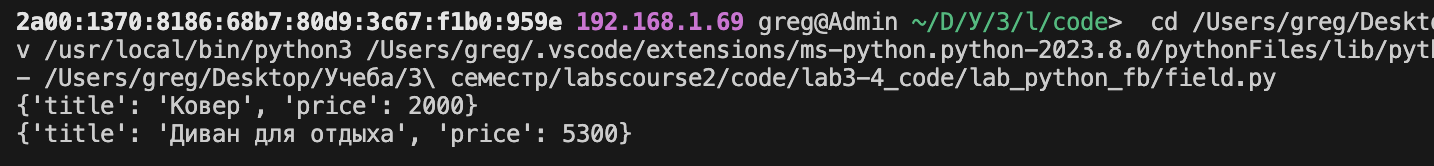 2a00:1370:8186:68b7:80d9:3c67:f1b0:959e 192.168.1.69 greg@Admin ~/D/У/3/l/code>  cd /Users/greg/Deskto
v /usr/local/bin/python3 /Users/greg/.vscode/extensions/ms-python.python-2023.8.0/pythonFiles/lib/pyth
- /Users/greg/Desktop/Учеба/3\ семестр/labscourse2/code/lab3-4_code/lab_python_fb/field.py
{'title': 'Ковер', 'price': 2000}
{'title': 'Диван для отдыха', 'price': 5300}